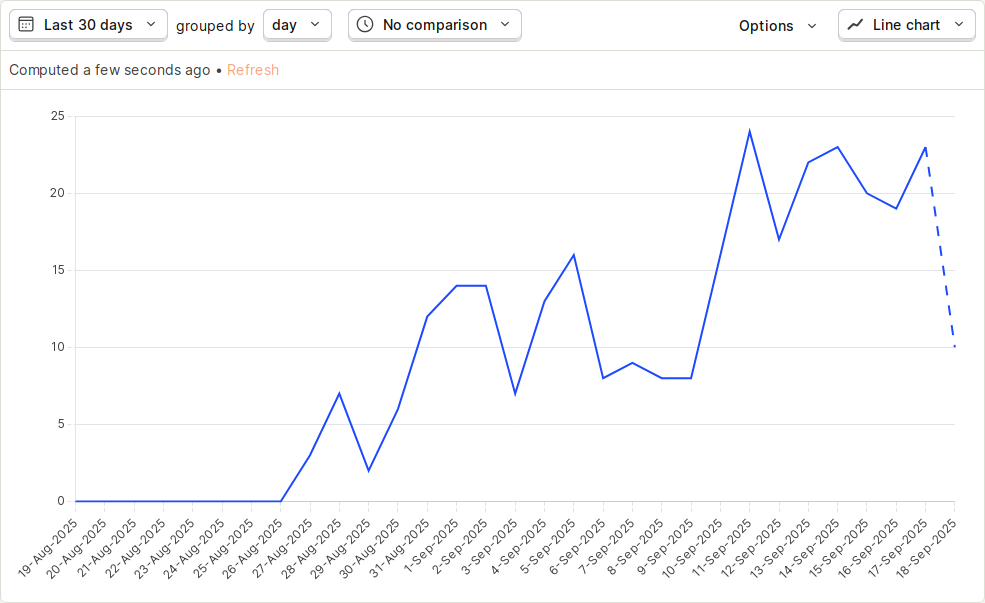 Last 30 days grouped by day No comparison Options Line chart
Computed a few seconds ago • Refresh
25
20
15
10
5
0
19-Aug-2025
20-Aug-2025
21-Aug-2025
22-Aug-2025
23-Aug-2025
24-Aug-2025
25-Aug-2025
26-Aug-2025
27-Aug-2025
28-Aug-2025
29-Aug-2025
30-Aug-2025
31-Aug-2025
1-Sep-2025
2-Sep-2025
3-Sep-2025
4-Sep-2025
5-Sep-2025
6-Sep-2025
7-Sep-2025
8-Sep-2025
9-Sep-2025
10-Sep-2025
11-Sep-2025
12-Sep-2025
13-Sep-2025
14-Sep-2025
15-Sep-2025
16-Sep-2025
17-Sep-2025
18-Sep-2025